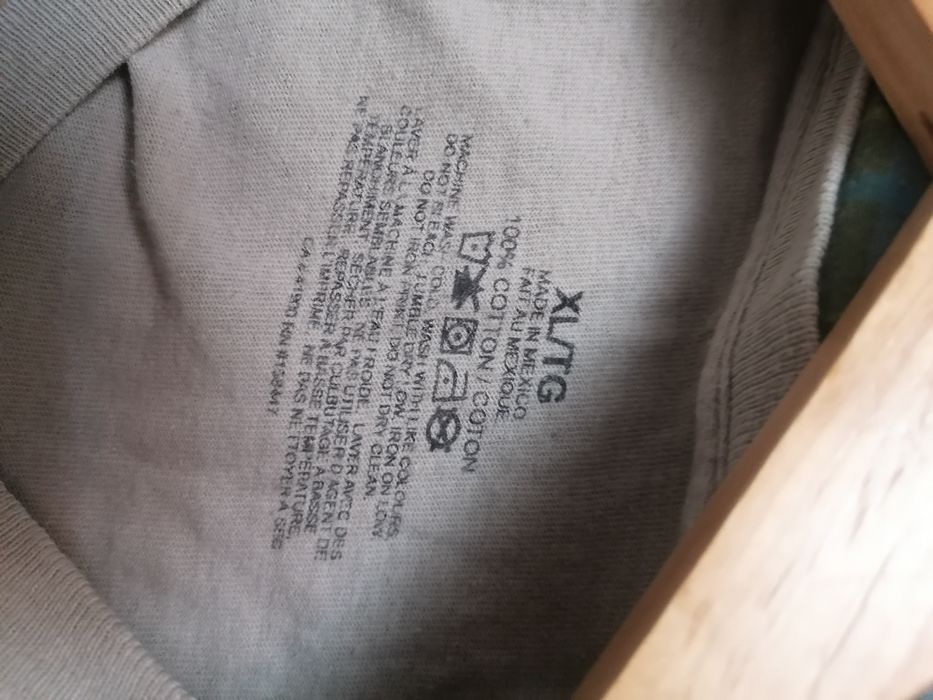 XL/TG
MADE IN MEXICO
FAIT AU MEXIQUE
100% COTTON / COTON
MACHINE WASH COLD, WASH WITH LIKE COLOURS.
DO NOT BLEACH. TUMBLE DRY LOW, IRON ON LOW
DO NOT IRON PRINT. DO NOT DRY CLEAN.
LAVER À LA MACHINE À L'EAU FROIDE, LAVER AVEC DES
COULEURS SEMBLABLES. NE PAS UTILISER D'AGENT DE
BLANCHIMENT. SÉCHER PAR CULBUTAGE À BASSE
TEMPÉRATURE. REPASSER À BASSE TEMPÉRATURE,
NE PAS REPASSER L'IMPRIMÉ. NE PAS NETTOYER À SEC